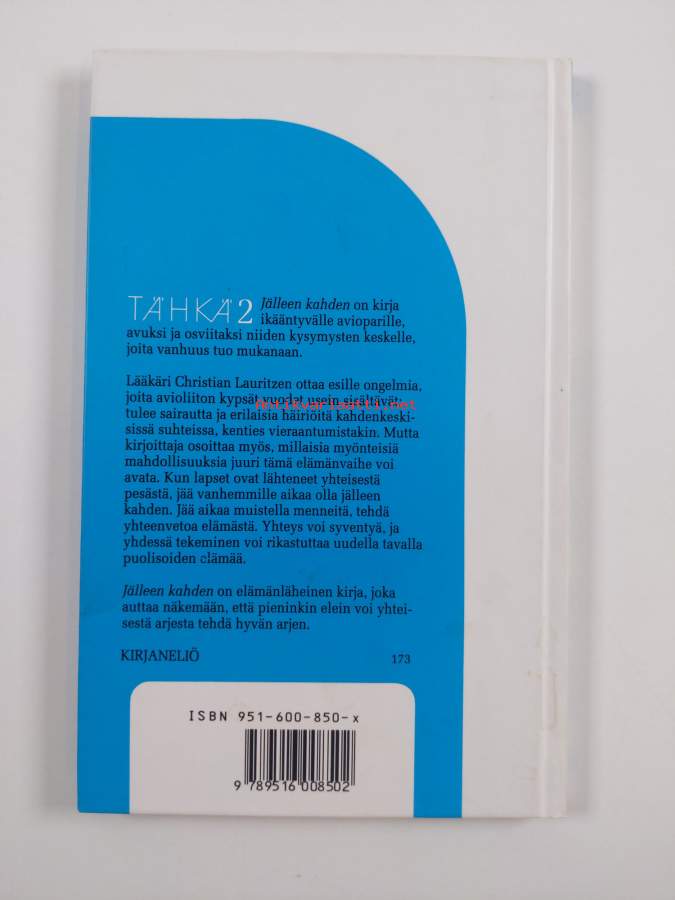 TÄHKÄ 2 Jälleen kahden on kirja
ikääntyvälle avioparille,
avuksi ja osviitaksi niiden kysymysten keskelle,
joita vanhuus tuo mukanaan.
Lääkäri Christian Lauritzen ottaa esille ongelmia,
joita avioliiton kypsät vuodet usein sisältävät:
Antikvariaatti.net
tulee sairautta ja erilaisia häiriöitä kahdenkeski-
sissä suhteissa, kenties vieraantumistakin. Mutta
kirjoittaja osoittaa myös, millaisia myönteisiä
mahdollisuuksia juuri tämä elämänvaihe voi
avata. Kun lapset ovat lähteneet yhteisestä
pesästä, jää vanhemmille aikaa olla jälleen
kahden. Jää aikaa muistella menneitä, tehdä
yhteenvetoa elämästä. Yhteys voi syventyä, ja
yhdessä tekeminen voi rikastuttaa uudella tavalla
puolisoiden elämää.
Jälleen kahden on elämänläheinen kirja, joka
auttaa näkemään, että pieninkin elein voi yhtei-
sestä arjesta tehdä hyvän arjen.
KIRJANELIÖ 173
ISBN 951-600-850-x
9 789516 008502